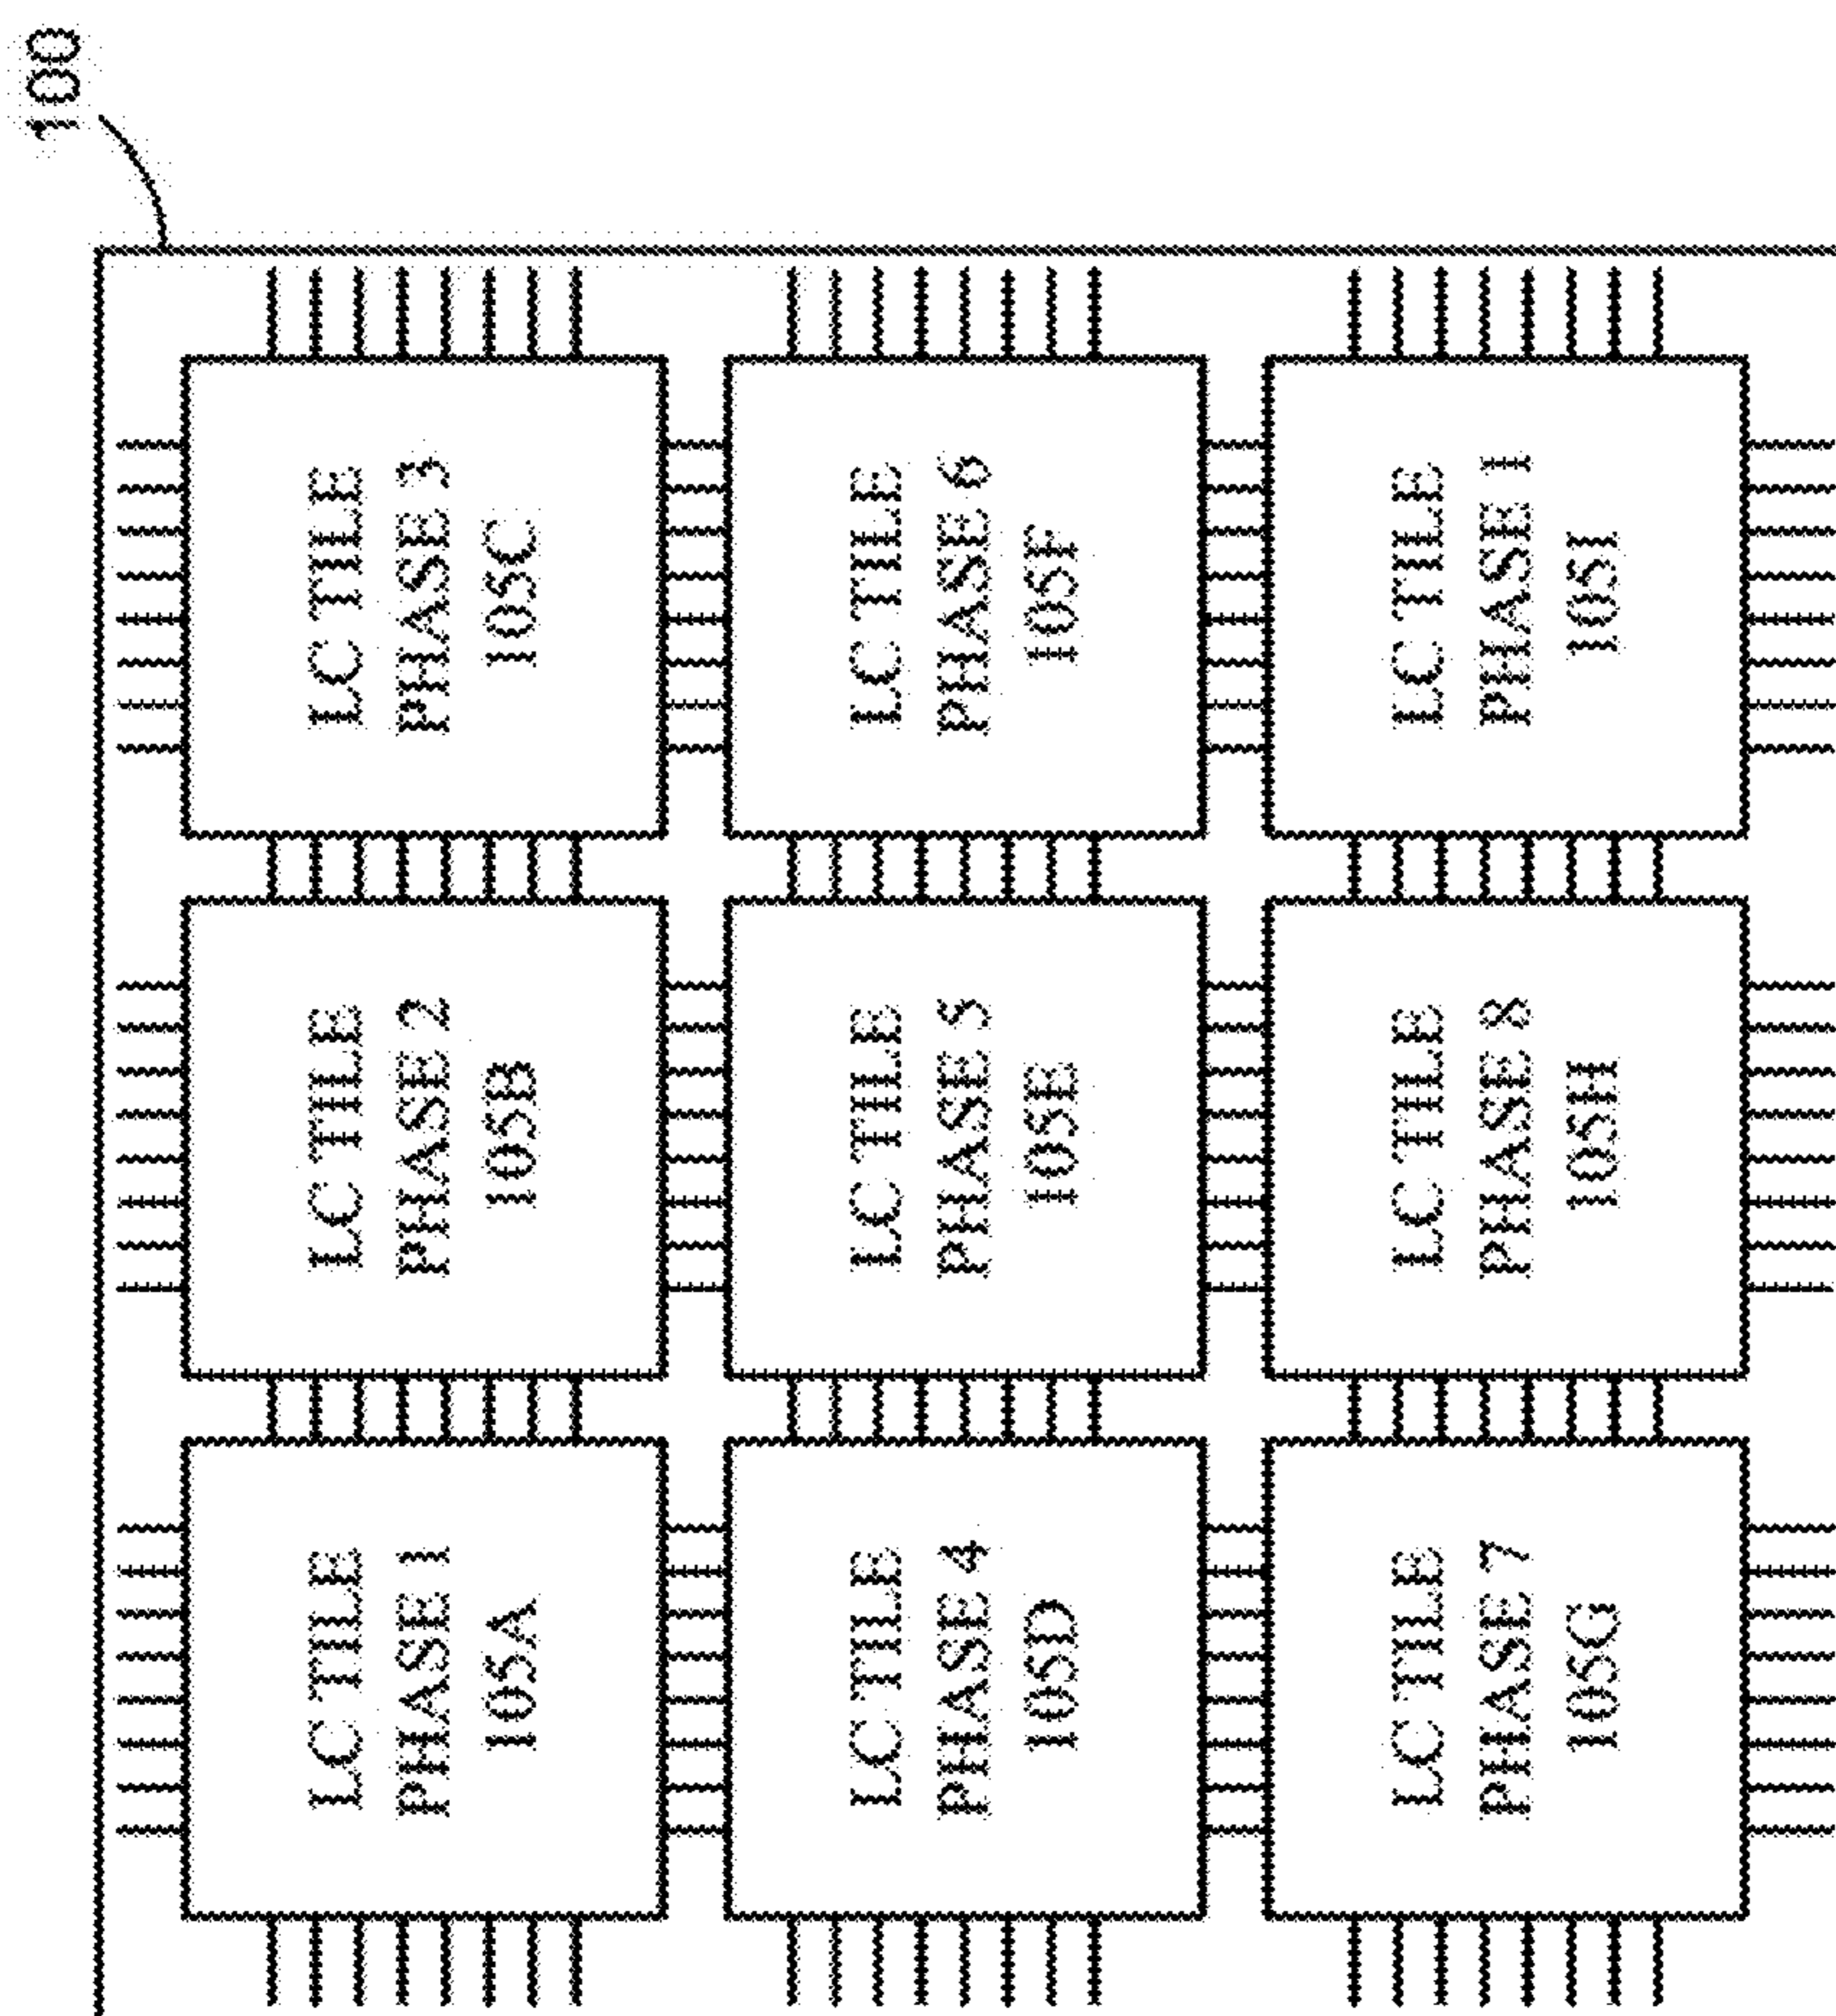 100
LC TILE
PHASE 1
105A
LC TILE
PHASE 2
105B
LC TILE
PHASE 3
105C
LC TILE
PHASE 4
105D
LC TILE
PHASE 5
105E
LC TILE
PHASE 6
105F
LC TILE
PHASE 7
105G
LC TILE
PHASE 8
105H
LC TILE
PHASE 1
105I